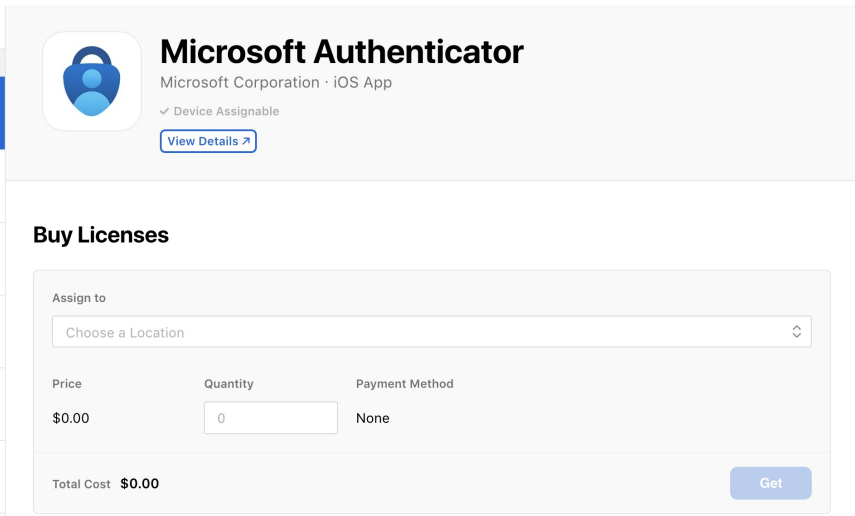 Microsoft Authenticator
Microsoft Corporation · iOS App
✓ Device Assignable
View Details ↗
Buy Licenses
Assign to
Choose a Location
Price Quantity Payment Method
$0.00 0 None
Total Cost $0.00 Get